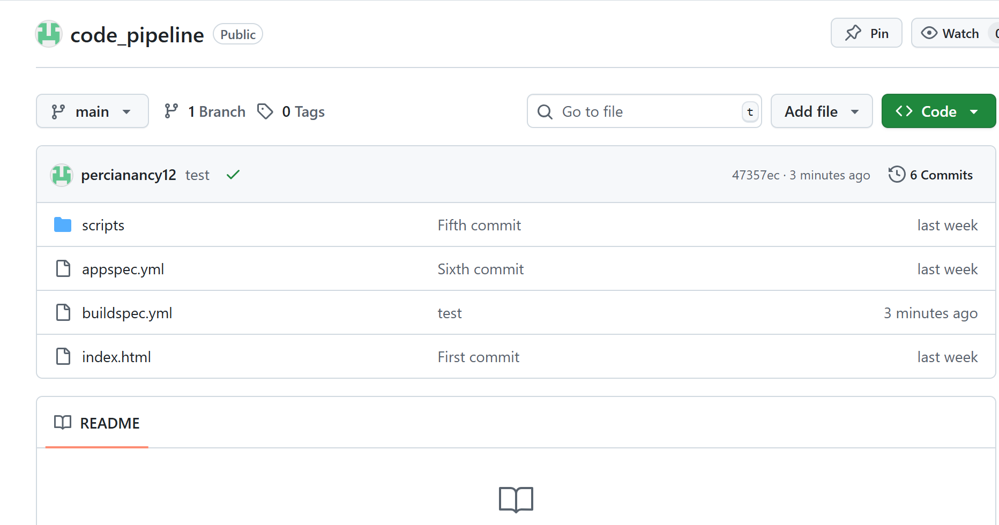 code_pipeline Public Pin Watch
main 1 Branch 0 Tags Go to file t Add file Code
percianancy12 test 47357ec · 3 minutes ago 6 Commits
scripts Fifth commit last week
appspec.yml Sixth commit last week
buildspec.yml test 3 minutes ago
index.html First commit last week
README